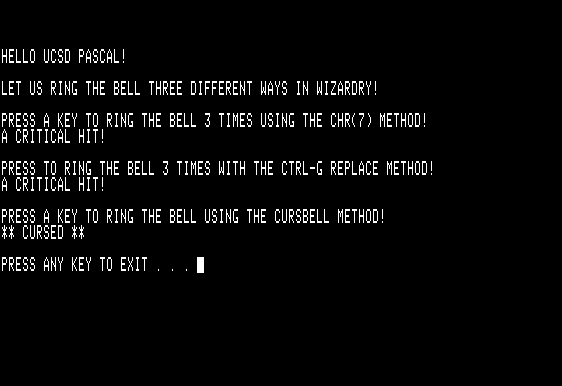 HELLO UCSD PASCAL!
LET US RING THE BELL THREE DIFFERENT WAYS IN WIZARDRY!
PRESS A KEY TO RING THE BELL 3 TIMES USING THE CHR(7) METHOD!
A CRITICAL HIT!
PRESS TO RING THE BELL 3 TIMES WITH THE CTRL-G REPLACE METHOD!
A CRITICAL HIT!
PRESS A KEY TO RING THE BELL USING THE CURSBELL METHOD!
** CURSED **
PRESS ANY KEY TO EXIT . . .